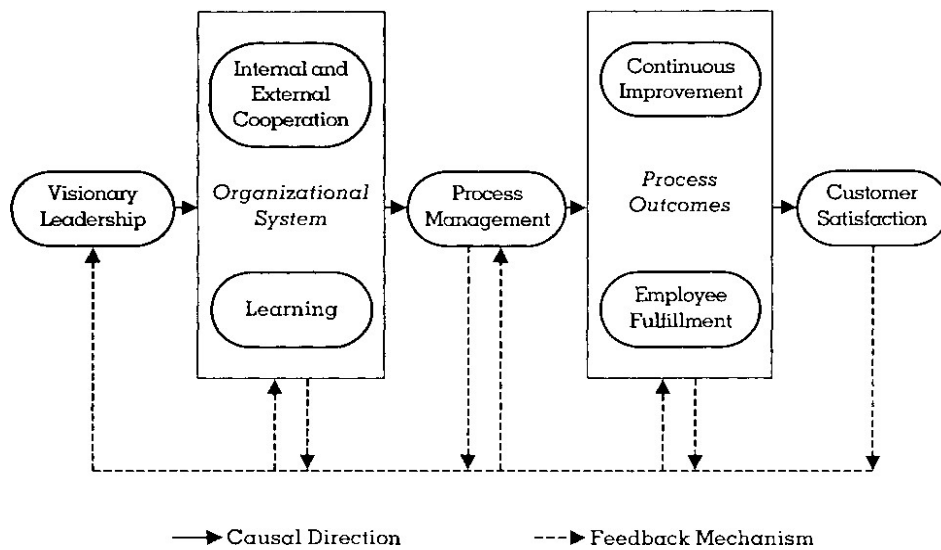 Internal and
External
Cooperation
Continuous
Improvement
Visionary
Leadership
Organizational
System
Process
Management
Process
Outcomes
Customer
Satisfaction
Learning
Employee
Fulfillment
Causal Direction
Feedback Mechanism